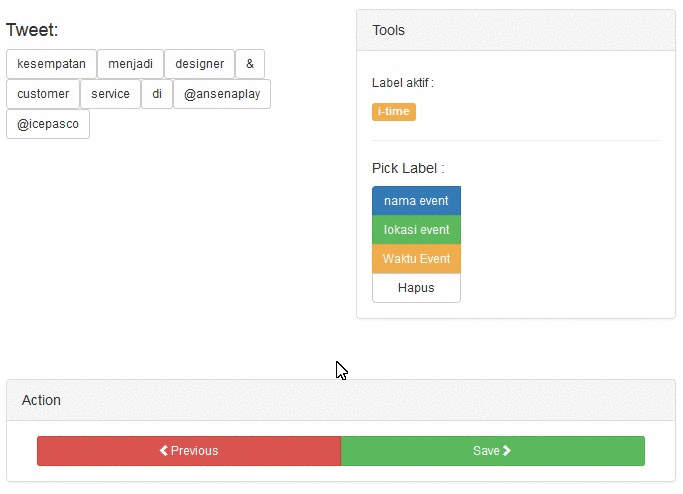 Tweet:
kesempatan menjadi designer &
customer service di @ansenaplay
@icepasco
Tools
Label aktif :
i-time
Pick Label :
nama event
lokasi event
Waktu Event
Hapus
Action
Previous
Save